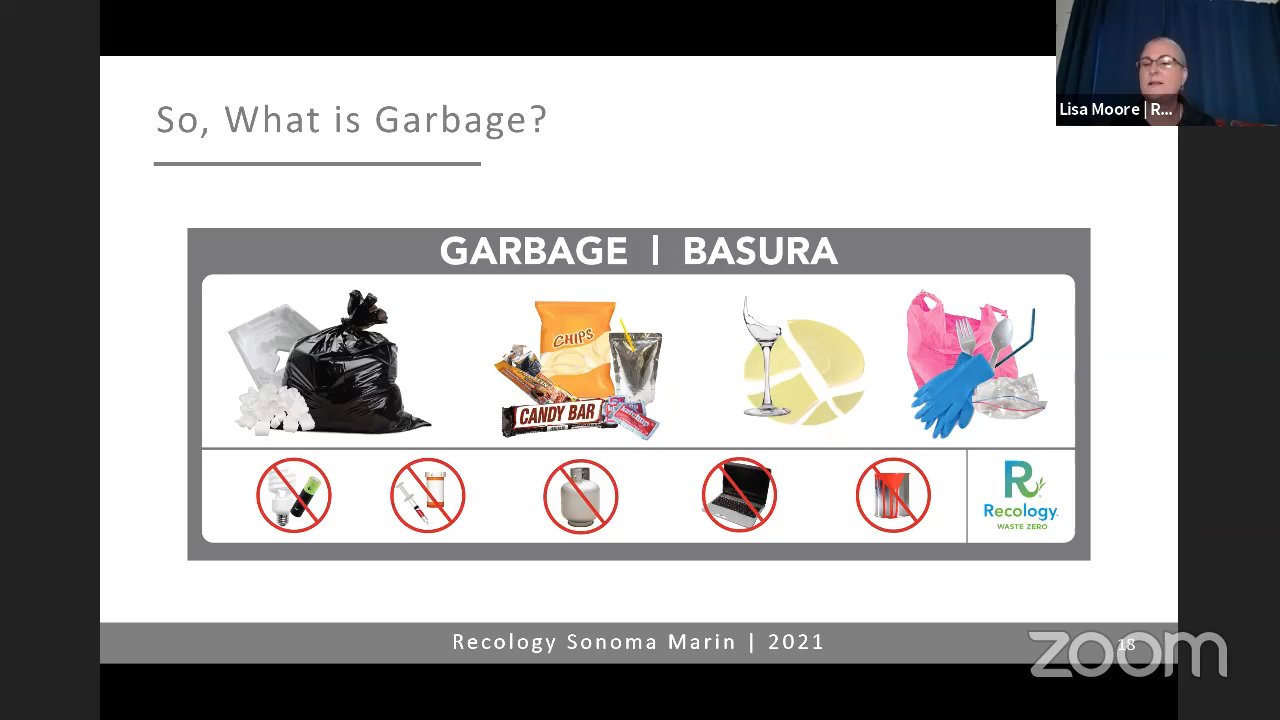 So, What is Garbage?
Lisa Moore | R...
GARBAGE | BASURA
CHIPS
CANDY BAR
ketchup
R
Recology
WASTE ZERO
Recology Sonoma Marin | 2021
18
zoom